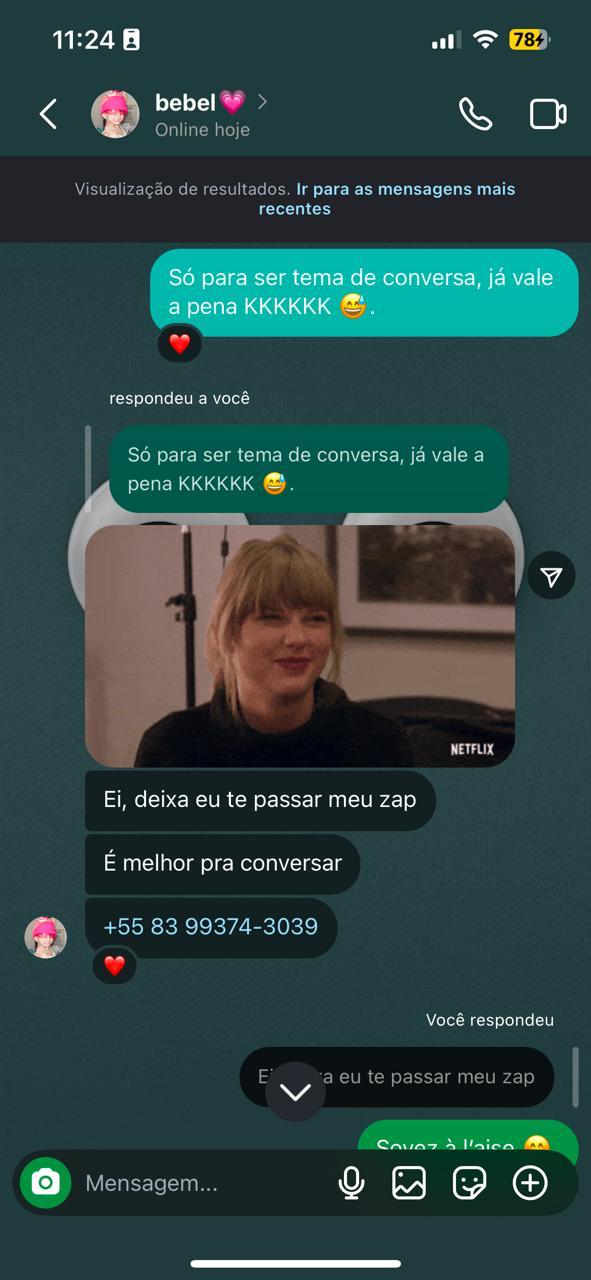 11:24
78
bebel💗
Online hoje
Visualização de resultados. Ir para as mensagens mais
recentes
Só para ser tema de conversa, já vale
a pena KKKKKK 😅.
respondeu a você
Só para ser tema de conversa, já vale a
pena KKKKKK 😅.
NETFLIX
Ei, deixa eu te passar meu zap
É melhor pra conversar
+55 83 99374-3039
Você respondeu
eu te passar meu zap
Soyez à l'aise 😊
Mensagem...